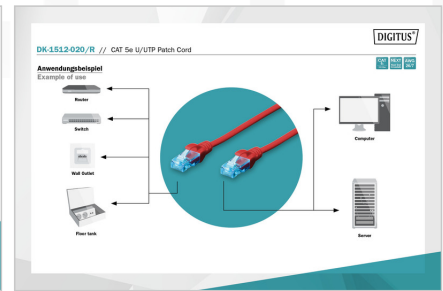 DIGITUS®
DK-1512-020/R // CAT 5e U/UTP Patch Cord
Anwendungsbeispiel
Example of use
Router
Switch
Wall Outlet
Floor tank
Computer
Server